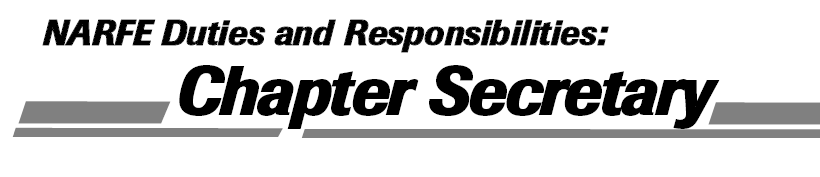 NARFE Duties and Responsibilities:
Chapter Secretary